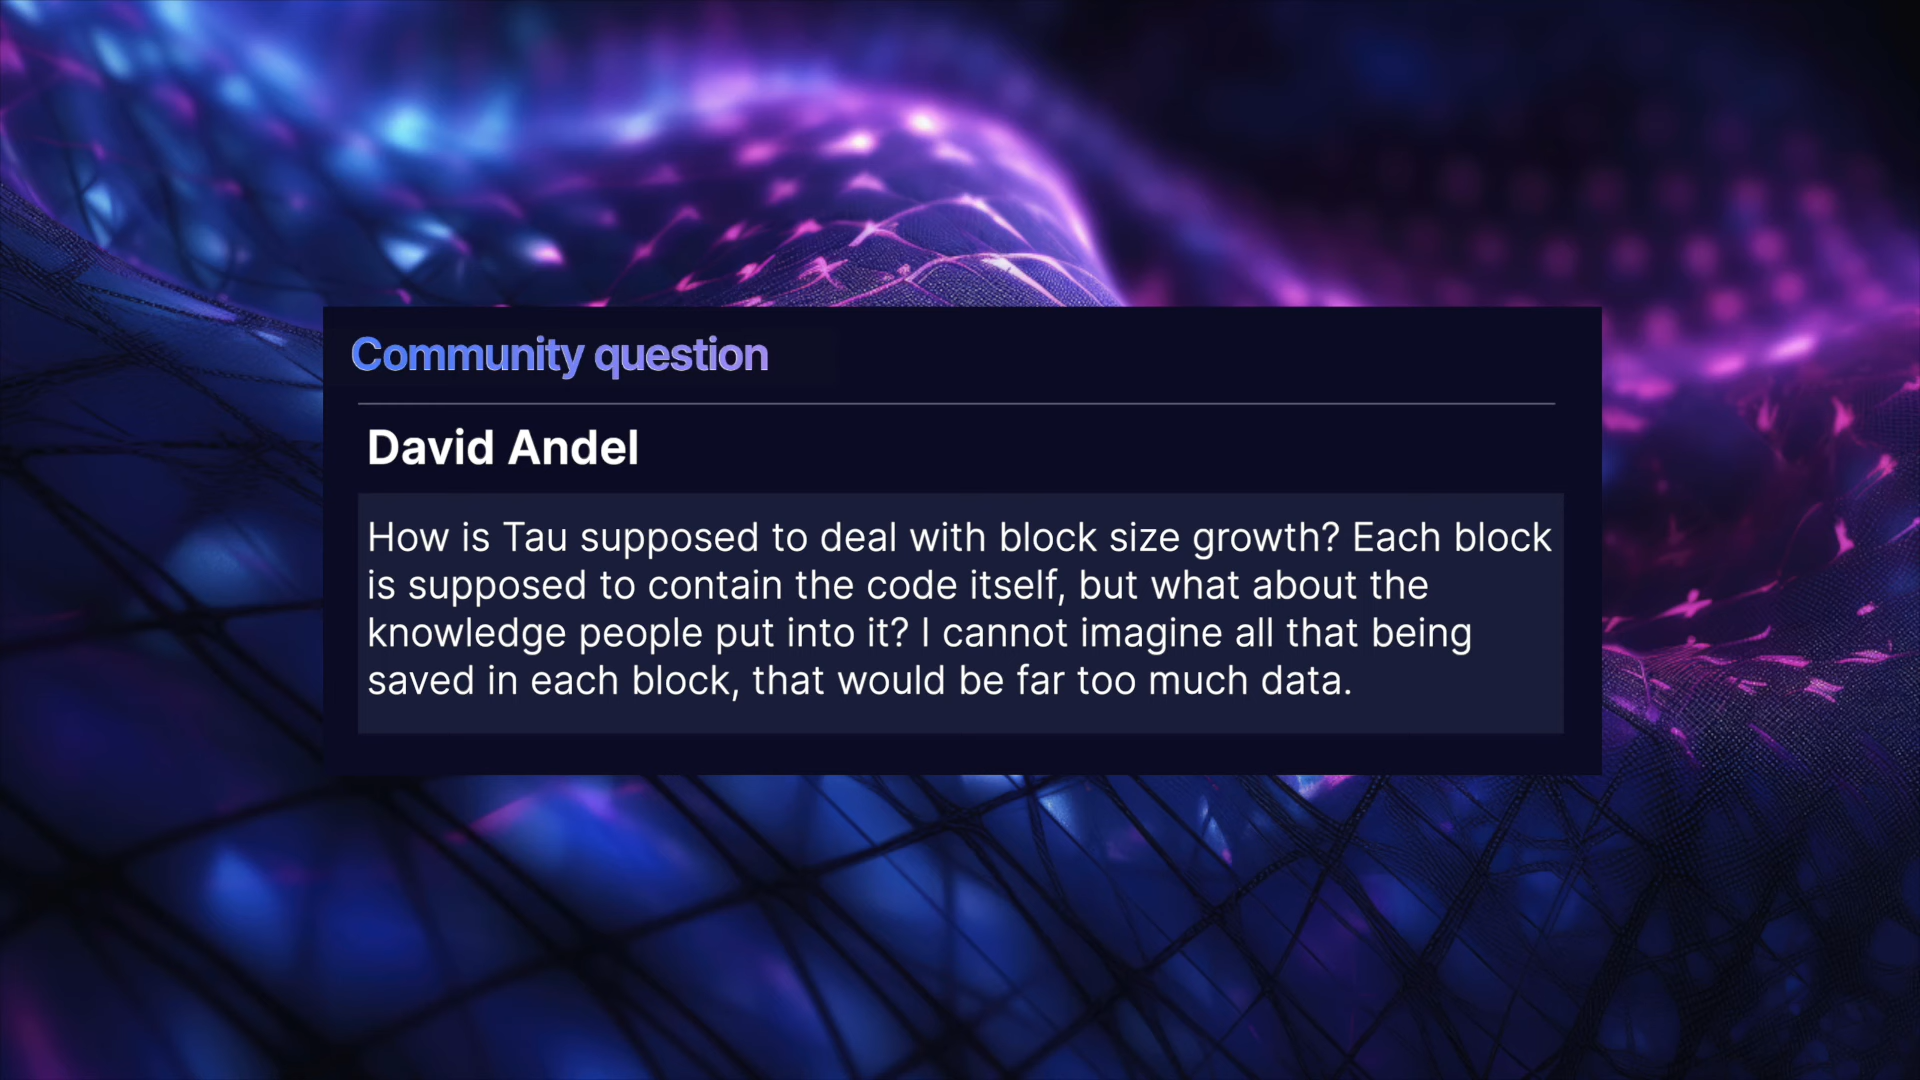 Community question
David Andel
How is Tau supposed to deal with block size growth? Each block
is supposed to contain the code itself, but what about the
knowledge people put into it? I cannot imagine all that being
saved in each block, that would be far too much data.